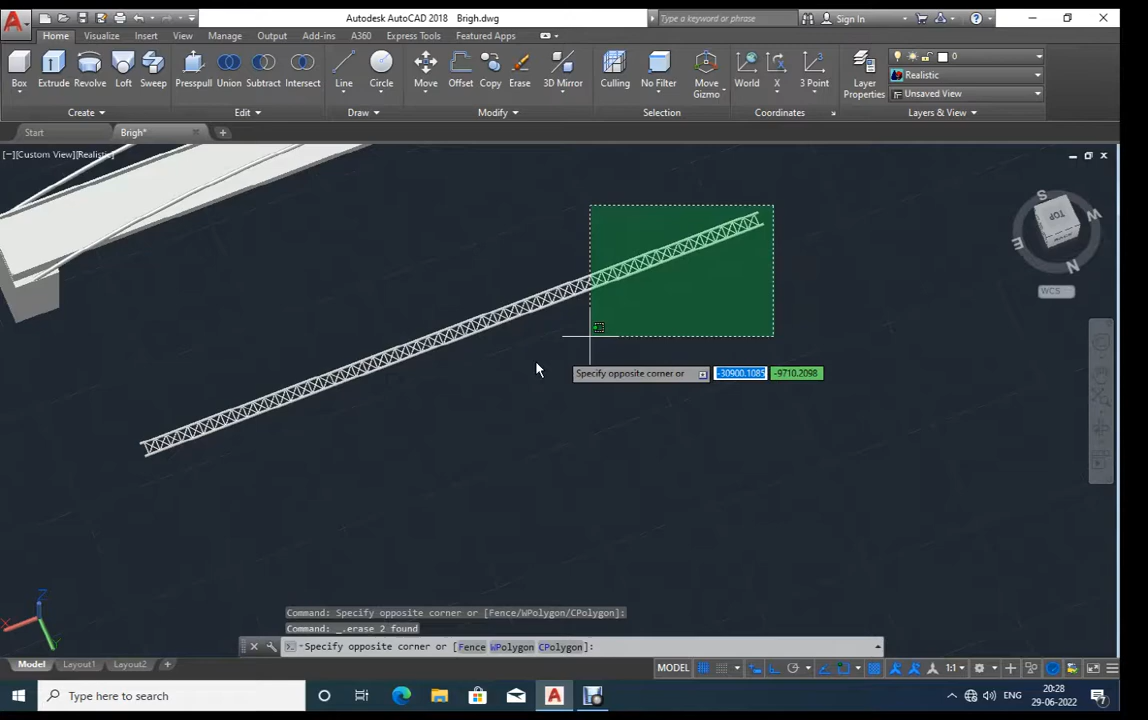 Autodesk AutoCAD 2018 Brigh.dwg
Type a keyword or phrase
Sign In
Home Visualize Insert View Manage Output Add-ins A360 Express Tools Featured Apps
Box Extrude Revolve Loft Sweep Presspull Union Subtract Intersect Line Circle Move Offset Copy Erase 3D Mirror Culling No Filter Move Gizmo World X 3 Point Layer Properties
0
Realistic
Unsaved View
Create Edit Draw Modify Selection Coordinates Layers & View
Start Brigh*
[−][Custom View][Realistic]
S
TOP
W
E
N
WCS
Specify opposite corner or -30900.1085 -9710.2098
Z
X
Y
Command: Specify opposite corner or [Fence/WPolygon/CPolygon]:
Command: _.erase 2 found
Specify opposite corner or [Fence WPolygon CPolygon]:
Model Layout1 Layout2 +
MODEL 1:1
Type here to search
ENG
20:28
29-06-2022
7